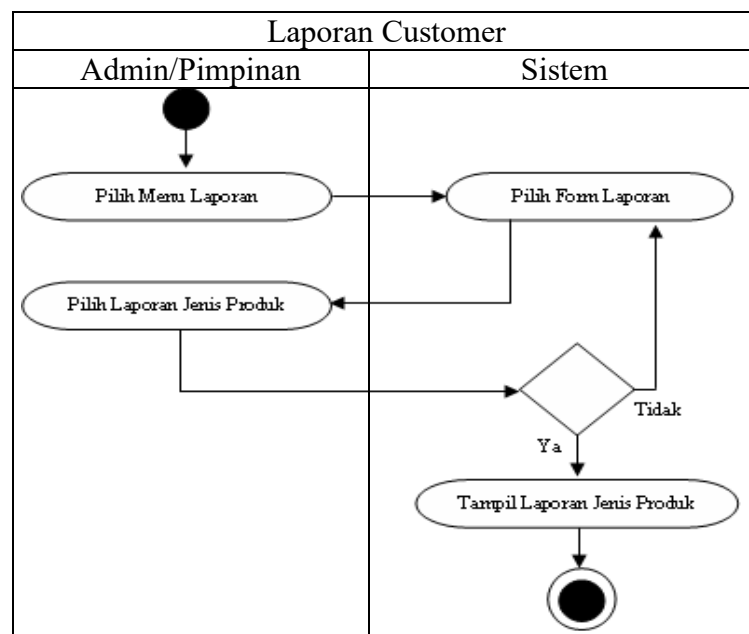 Laporan Customer
Admin/Pimpinan
Sistem
Pilih Menu Laporan
Pilih Form Laporan
Pilih Laporan Jenis Produk
Tidak
Ya
Tampil Laporan Jenis Produk